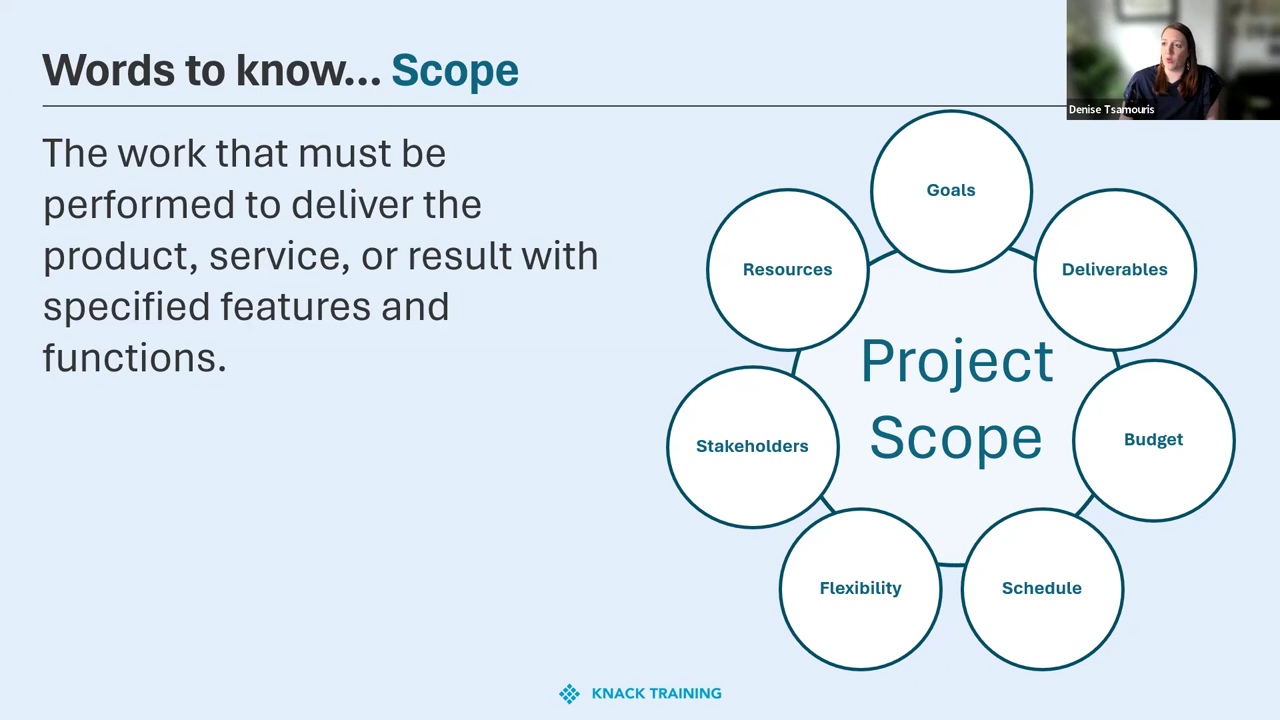 Words to know... Scope
Denise Tsamouris
The work that must be
performed to deliver the
product, service, or result with
specified features and
functions.
Goals
Resources
Deliverables
Project
Scope
Stakeholders
Budget
Flexibility
Schedule
KNACK TRAINING